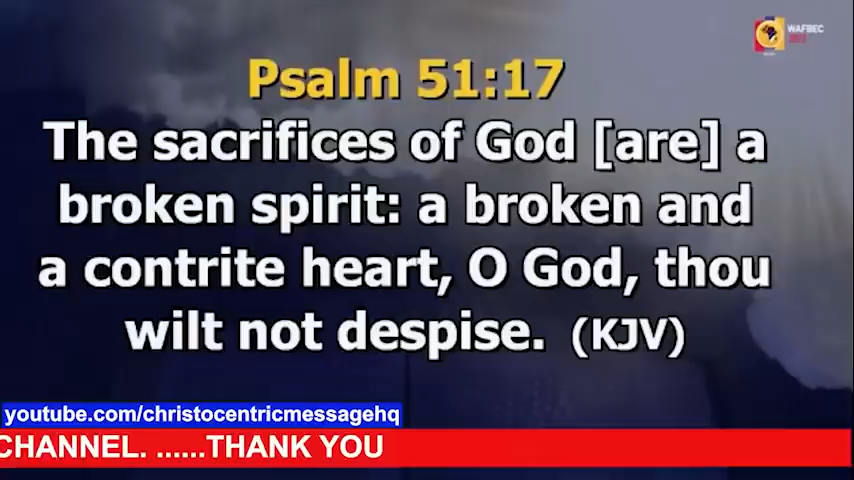 WAFBEC
Psalm 51:17
The sacrifices of God [are] a
broken spirit: a broken and
a contrite heart, O God, thou
wilt not despise. (KJV)
youtube.com/christocentricmessagehq
CHANNEL. ......THANK YOU